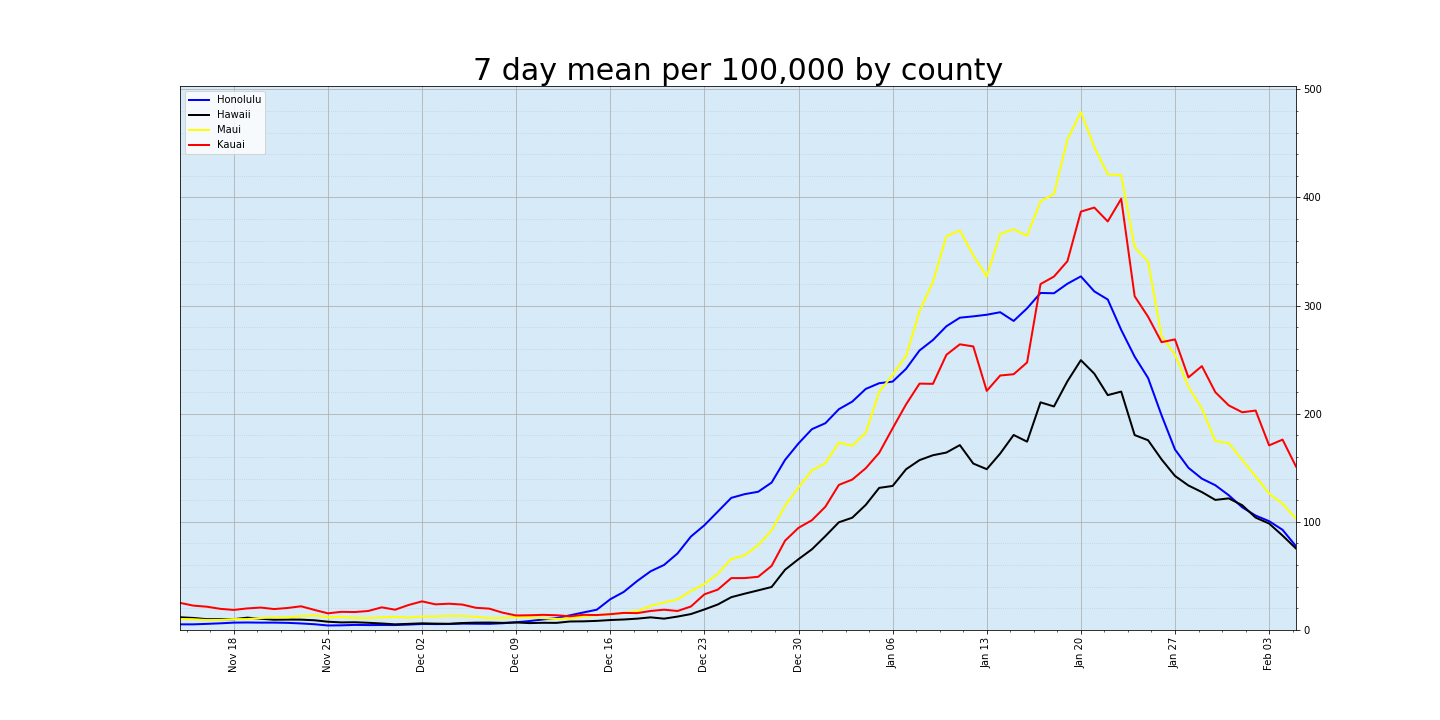 7 day mean per 100,000 by county
Honolulu
Hawaii
Maui
Kauai
500
400
300
200
100
0
Nov 18
Nov 25
Dec 02
Dec 09
Dec 16
Dec 23
Dec 30
Jan 06
Jan 13
Jan 20
Jan 27
Feb 03